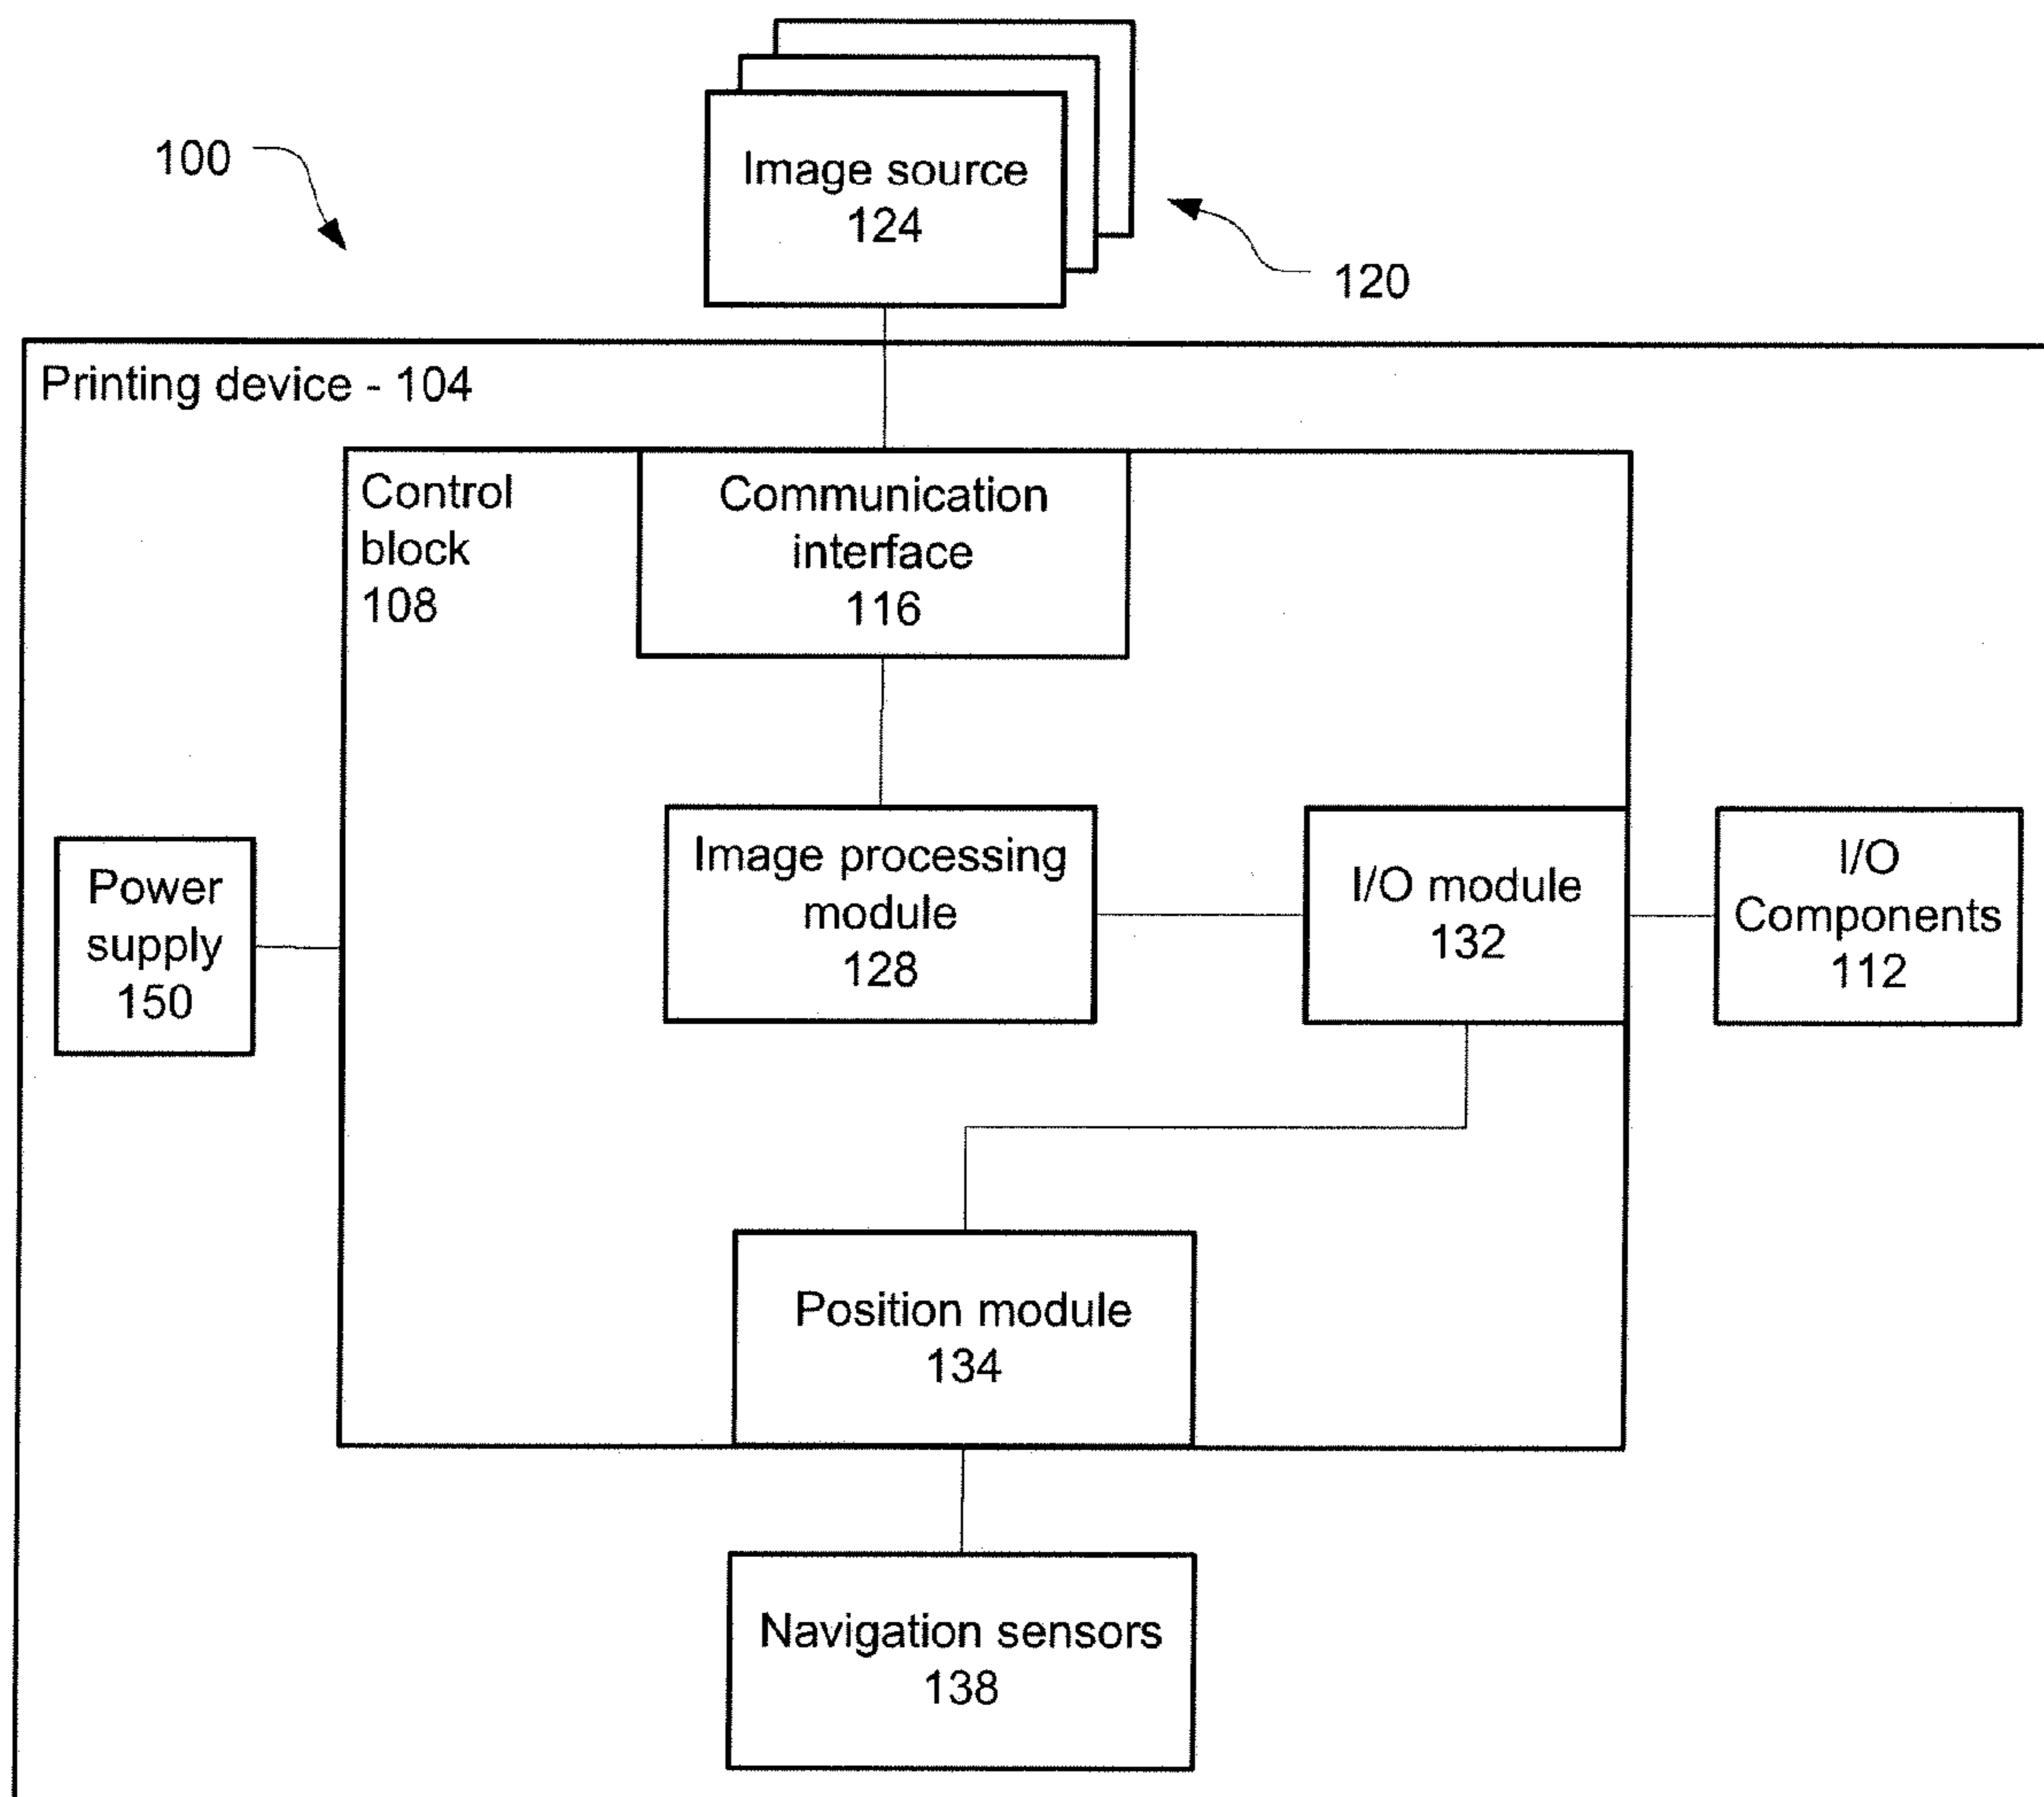 Image source
124
100
120
Printing device - 104
Control
block
108
Communication
interface
116
Image processing
module
128
I/O module
132
I/O
Components
112
Power
supply
150
Position module
134
Navigation sensors
138